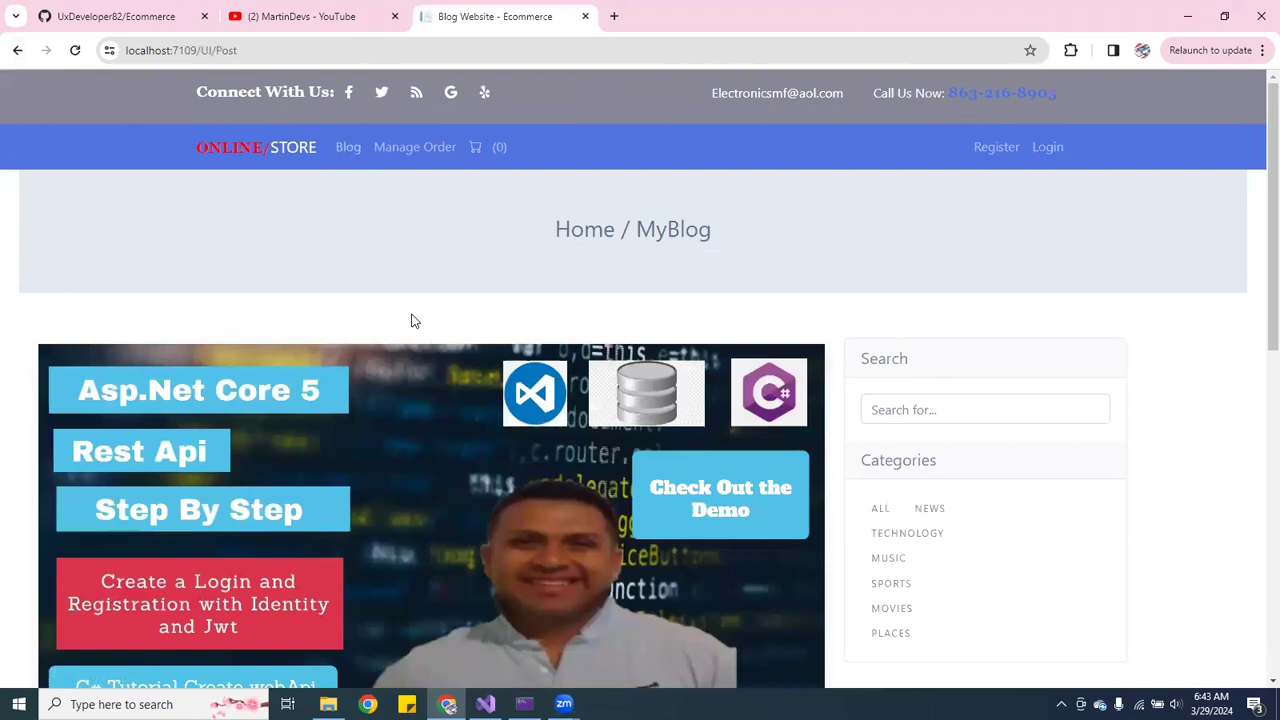 UxDeveloper82/Ecommerce
(2) MartinDevs - YouTube
Blog Website - Ecommerce
localhost:7109/UI/Post
Relaunch to update
Connect With Us:
Electronicsmf@aol.com
Call Us Now: 863-216-8903
ONLINE/STORE
Blog
Manage Order
(0)
Register
Login
Home / MyBlog
Asp.Net Core 5
Rest Api
Step By Step
Create a Login and
Registration with Identity
and Jwt
C# Tutorial Create webApi
C#
Check Out the
Demo
Search
Search for...
Categories
ALL
NEWS
TECHNOLOGY
MUSIC
SPORTS
MOVIES
PLACES
Type here to search
zm
6:43 AM
3/29/2024